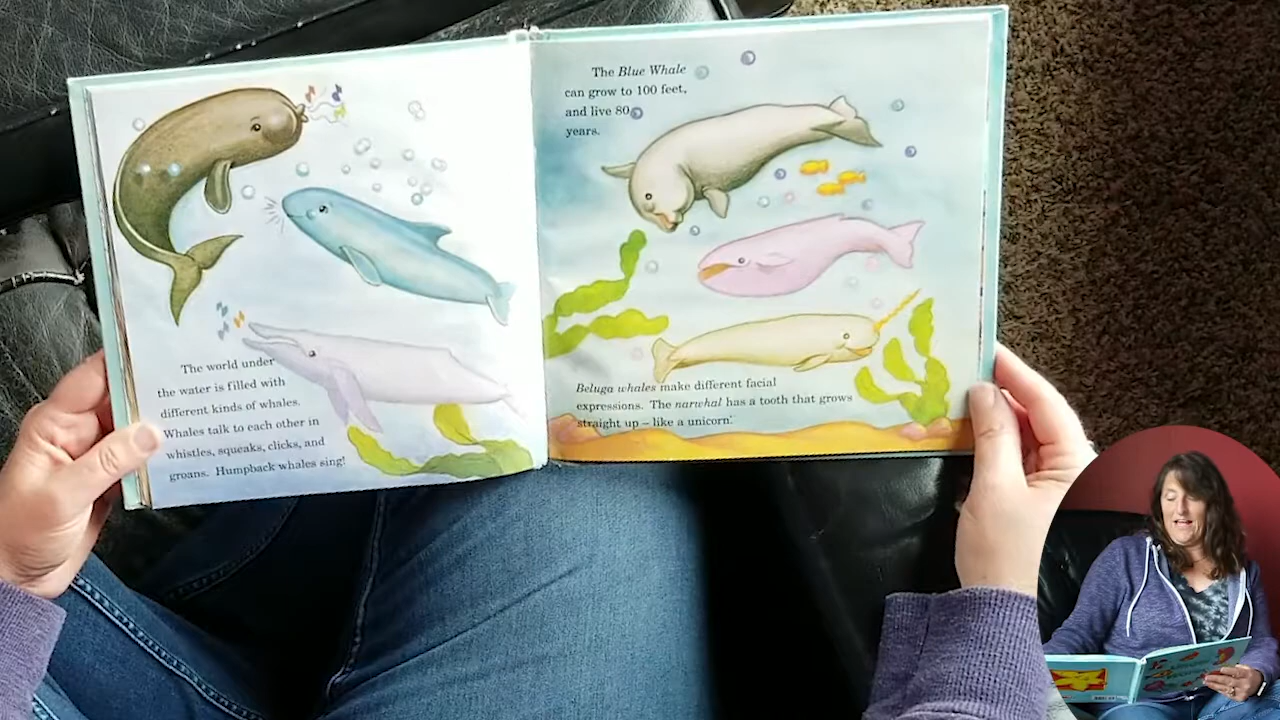 The world under
the water is filled with
different kinds of whales.
Whales talk to each other in
whistles, squeaks, clicks, and
groans. Humpback whales sing!
The Blue Whale
can grow to 100 feet,
and live 80
years.
Beluga whales make different facial
expressions. The narwhal has a tooth that grows
straight up – like a unicorn.